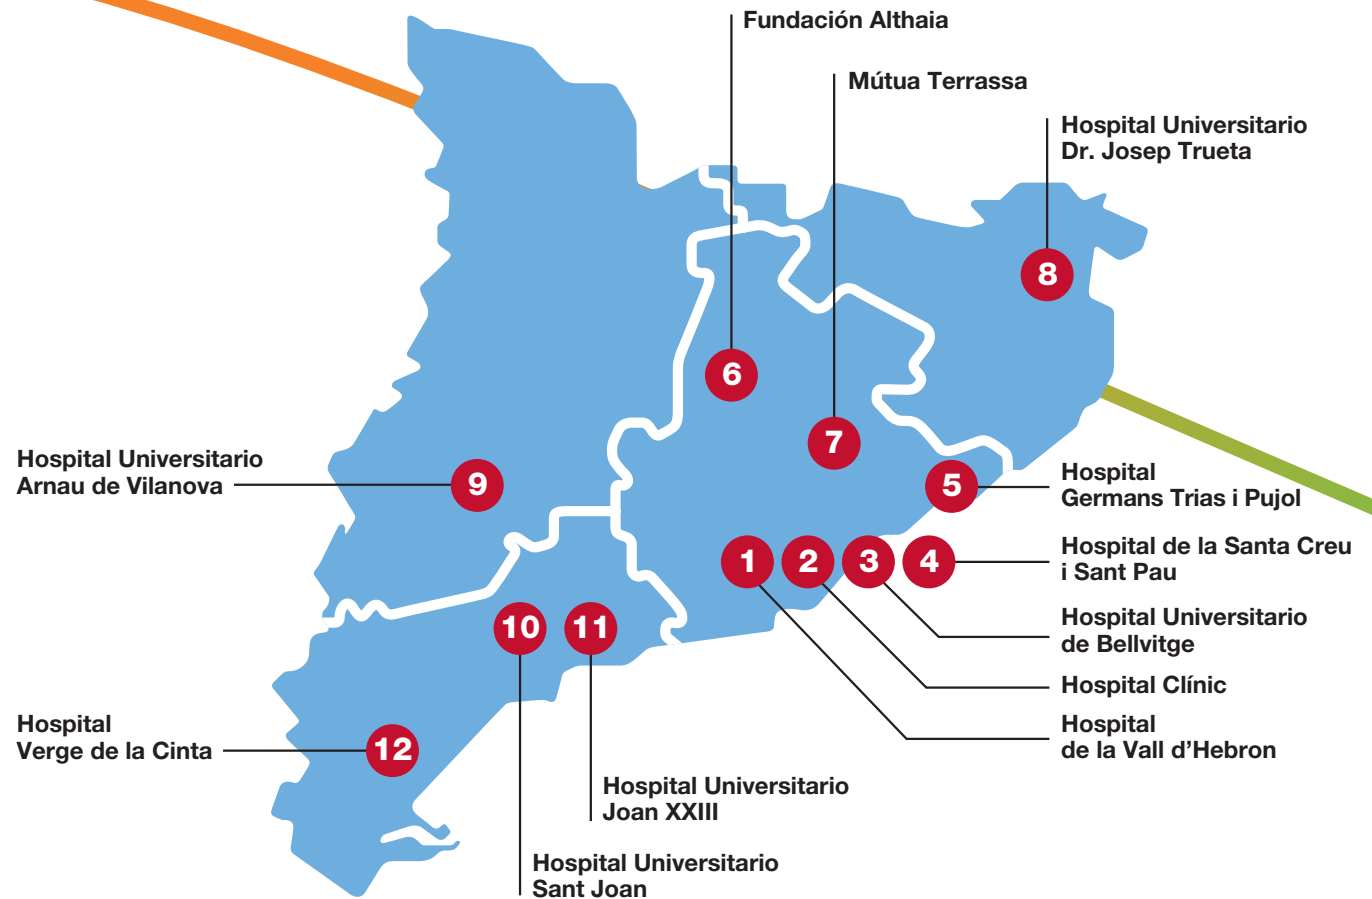 Fundación Althaia
Mútua Terrassa
Hospital Universitario
Dr. Josep Trueta
8
6
7
Hospital Universitario
Arnau de Vilanova
9
5
Hospital
Germans Trias i Pujol
1
2
3
4
Hospital de la Santa Creu
i Sant Pau
Hospital Universitario
de Bellvitge
10
11
Hospital Clínic
Hospital
de la Vall d’Hebron
Hospital
Verge de la Cinta
12
Hospital Universitario
Joan XXIII
Hospital Universitario
Sant Joan